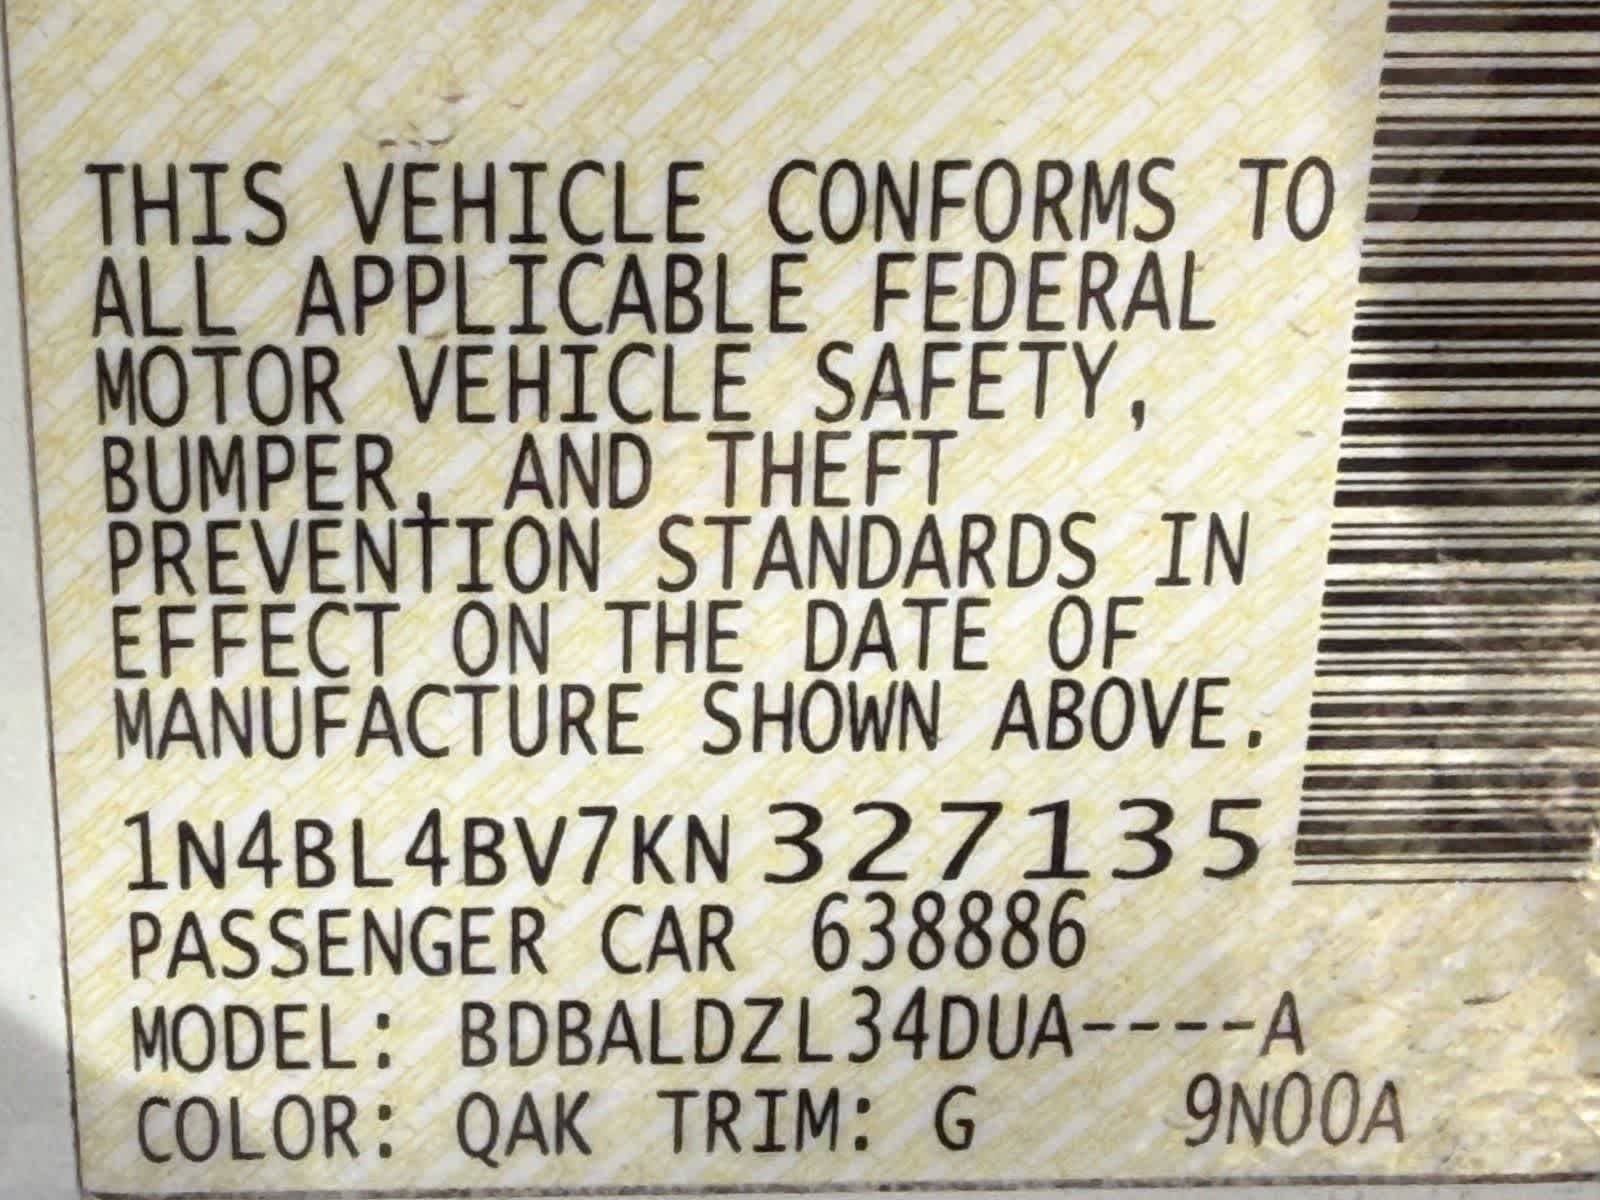 THIS VEHICLE CONFORMS TO
ALL APPLICABLE FEDERAL
MOTOR VEHICLE SAFETY,
BUMPER, AND THEFT
PREVENTION STANDARDS IN
EFFECT ON THE DATE OF
MANUFACTURE SHOWN ABOVE.
1N4BL4BV7KN327135
PASSENGER CAR 638886
MODEL: BDBALDZL34DUA----A
COLOR: QAK TRIM: G 9N00A